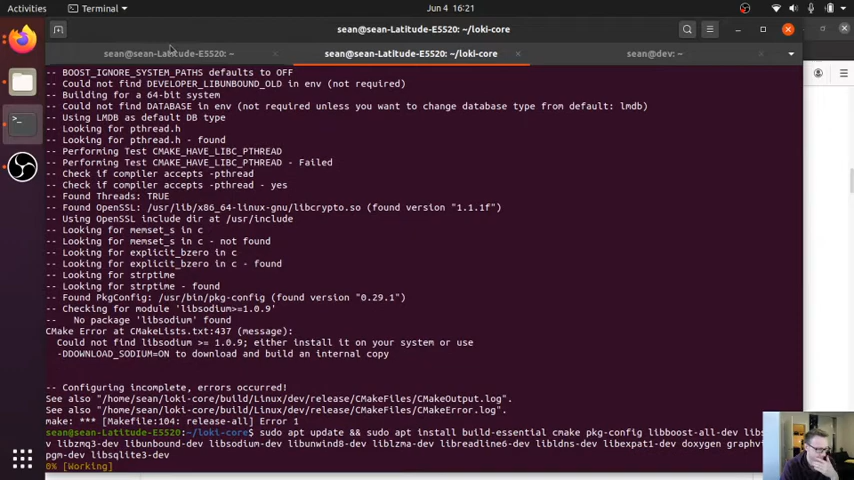 Activities
Terminal
Jun 4 16:21
sean@sean-Latitude-E5520: ~/loki-core
sean@sean-Latitude-E5520: ~
sean@sean-Latitude-E5520: ~/loki-core
sean@dev: ~
-- BOOST_IGNORE_SYSTEM_PATHS defaults to OFF
-- Could not find DEVELOPER_LIBUNBOUND_OLD in env (not required)
-- Building for a 64-bit system
-- Could not find DATABASE in env (not required unless you want to change database type from default: lmdb)
-- Using LMDB as default DB type
-- Looking for pthread.h
-- Looking for pthread.h - found
-- Performing Test CMAKE_HAVE_LIBC_PTHREAD
-- Performing Test CMAKE_HAVE_LIBC_PTHREAD - Failed
-- Check if compiler accepts -pthread
-- Check if compiler accepts -pthread - yes
-- Found Threads: TRUE
-- Found OpenSSL: /usr/lib/x86_64-linux-gnu/libcrypto.so (found version "1.1.1f")
-- Using OpenSSL include dir at /usr/include
-- Looking for memset_s in c
-- Looking for memset_s in c - not found
-- Looking for explicit_bzero in c
-- Looking for explicit_bzero in c - found
-- Looking for strptime
-- Looking for strptime - found
-- Found PkgConfig: /usr/bin/pkg-config (found version "0.29.1")
-- Checking for module 'libsodium>=1.0.9'
-- No package 'libsodium' found
CMake Error at CMakeLists.txt:437 (message):
Could not find libsodium >= 1.0.9; either install it on your system or use
-DDOWNLOAD_SODIUM=ON to download and build an internal copy
-- Configuring incomplete, errors occurred!
See also "/home/sean/loki-core/build/Linux/dev/release/CMakeFiles/CMakeOutput.log".
See also "/home/sean/loki-core/build/Linux/dev/release/CMakeFiles/CMakeError.log".
make: *** [Makefile:104: release-all] Error 1
sean@sean-Latitude-E5520:~/loki-core$ sudo apt update && sudo apt install build-essential cmake pkg-config libboost-all-dev libs
v libzmq3-dev libunbound-dev libsodium-dev libunwind8-dev liblzma-dev libreadline6-dev libldns-dev libexpat1-dev doxygen graphv
pgm-dev libsqlite3-dev
0% [Working]